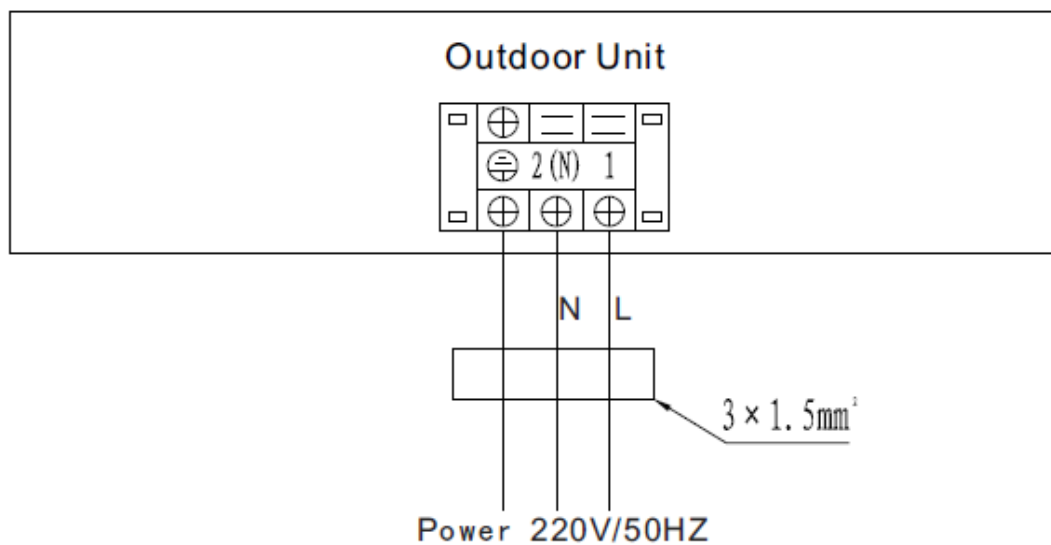 Outdoor Unit
2(N) 1
N L
3×1.5mm²
Power 220V/50HZ